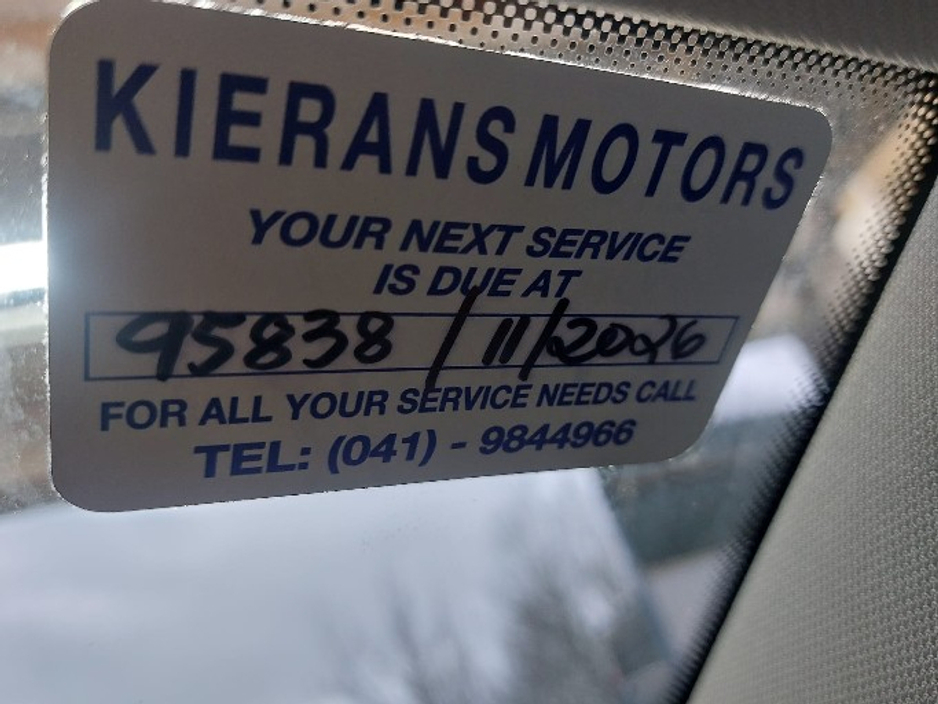 KIERANS MOTORS
YOUR NEXT SERVICE
IS DUE AT
95838 / 11/2026
FOR ALL YOUR SERVICE NEEDS CALL
TEL: (041) - 9844966